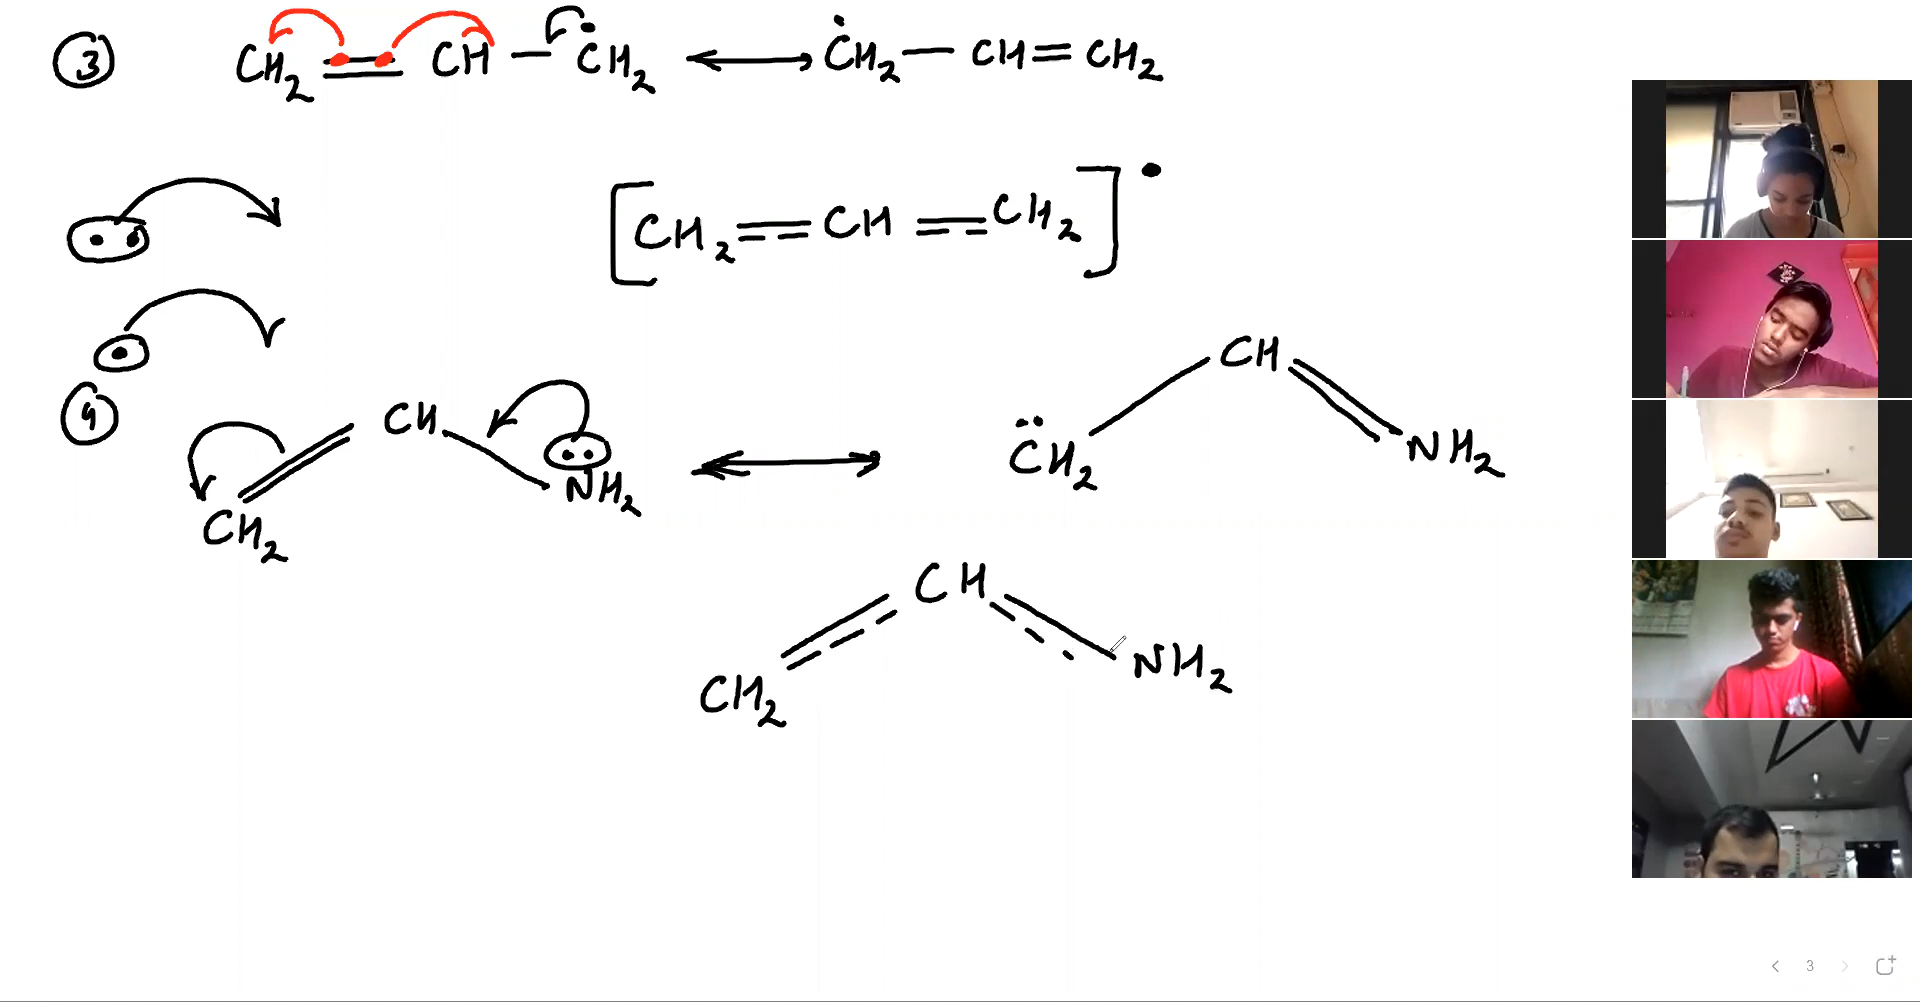 ③ CH₂ = CH – ĊH₂ ⟷ ĊH₂ – CH = CH₂
[CH₂ == CH == CH₂]•
④ CH₂ = CH – N̈H₂ ⟷ C̈H₂ – CH = NH₂
CH₂ == CH == NH₂
3